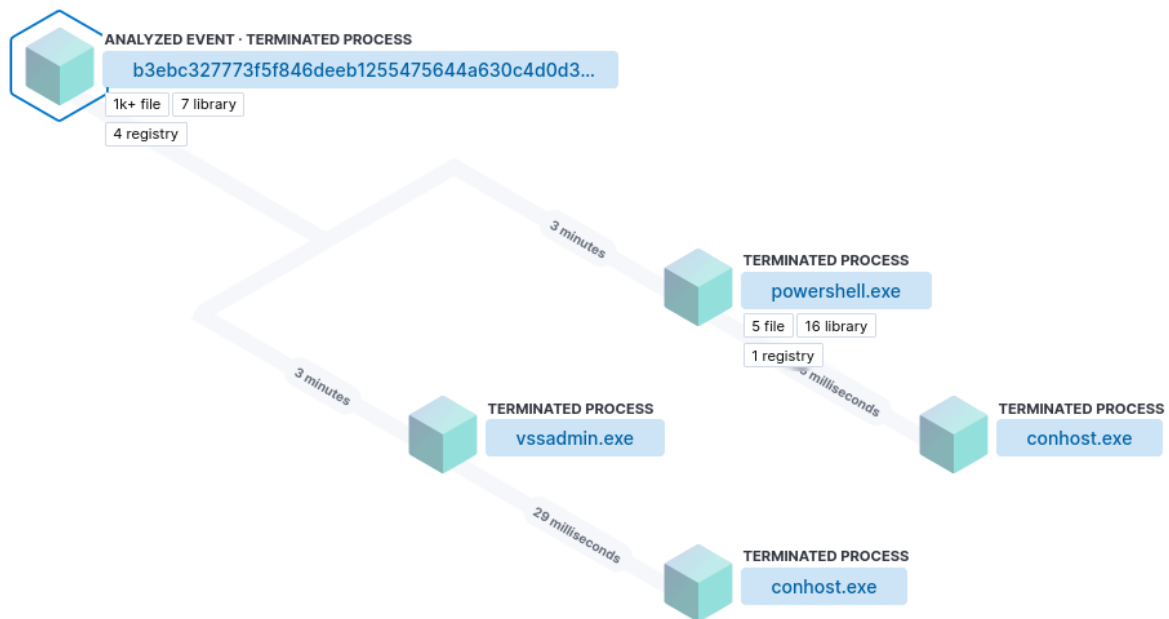 ANALYZED EVENT · TERMINATED PROCESS
b3ebc327773f5f846deeb1255475644a630c4d0d3...
1k+ file 7 library
4 registry
3 minutes
TERMINATED PROCESS
powershell.exe
5 file 16 library
1 registry
milliseconds
3 minutes
TERMINATED PROCESS
vssadmin.exe
TERMINATED PROCESS
conhost.exe
29 milliseconds
TERMINATED PROCESS
conhost.exe